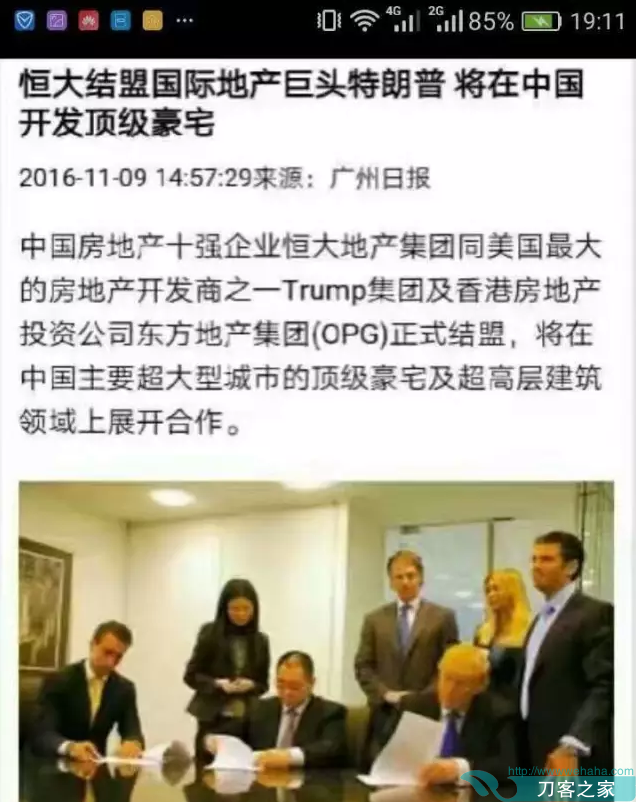 4G
2G
85%
19:11
恒大结盟国际地产巨头特朗普 将在中国
开发顶级豪宅
2016-11-09 14:57:29来源：广州日报
中国房地产十强企业恒大地产集团同美国最大
的房地产开发商之一Trump集团及香港房地产
投资公司东方地产集团(OPG)正式结盟，将在
中国主要超大型城市的顶级豪宅及超高层建筑
领域上展开合作。
刀客之家